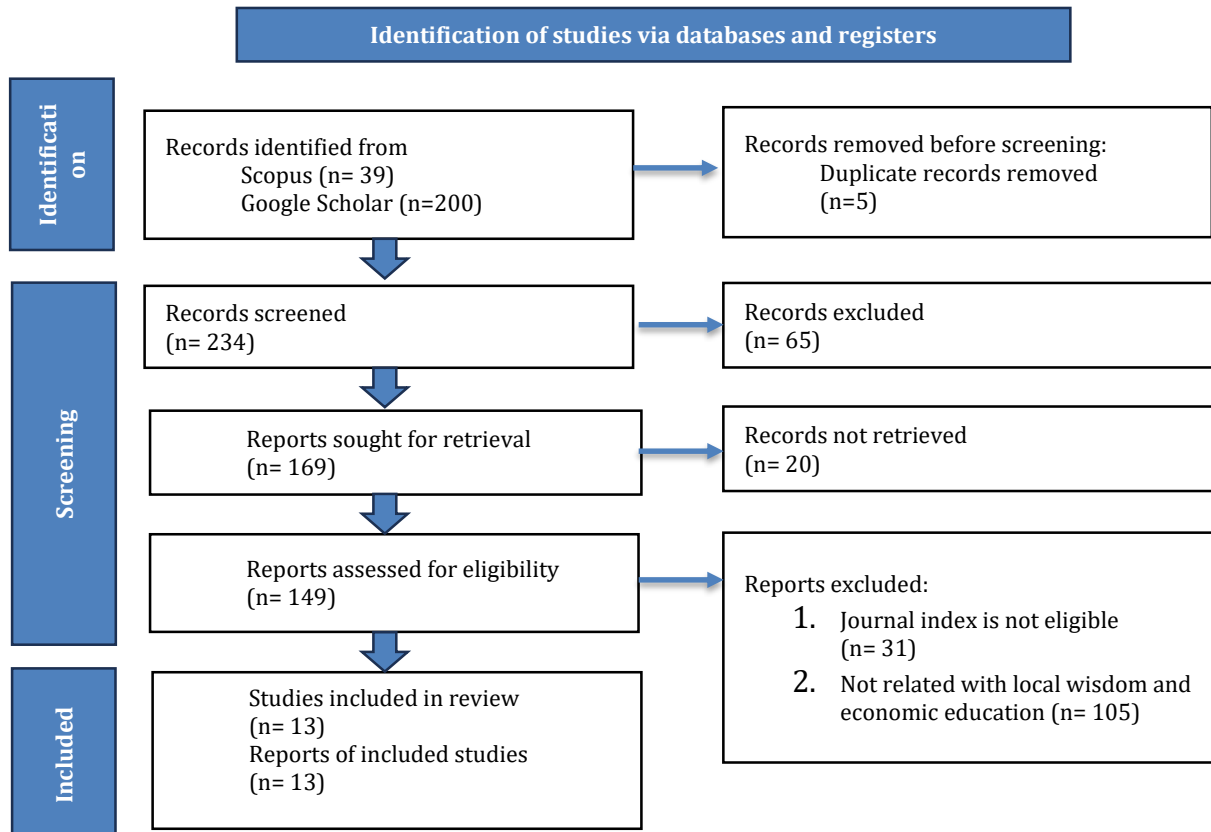 Identification of studies via databases and registers
Identificati
on
Records identified from
Scopus (n= 39)
Google Scholar (n=200)
Records removed before screening:
Duplicate records removed
(n=5)
Screening
Records screened
(n= 234)
Records excluded
(n= 65)
Reports sought for retrieval
(n= 169)
Records not retrieved
(n= 20)
Reports assessed for eligibility
(n= 149)
Reports excluded:
1. Journal index is not eligible
(n= 31)
2. Not related with local wisdom and
economic education (n= 105)
Included
Studies included in review
(n= 13)
Reports of included studies
(n= 13)